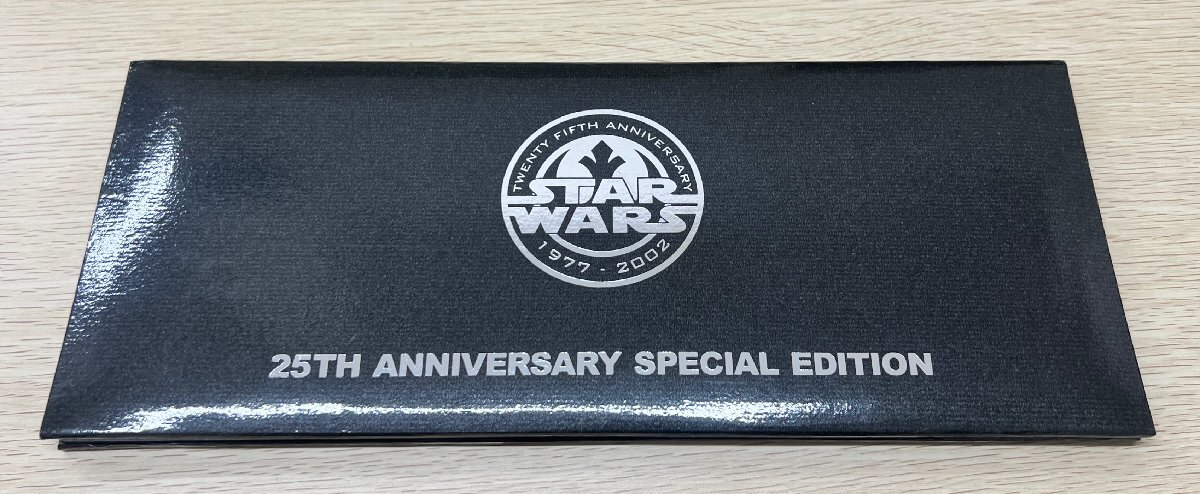 TWENTY FIFTH ANNIVERSARY
STAR
WARS
1977 - 2002
25TH ANNIVERSARY SPECIAL EDITION